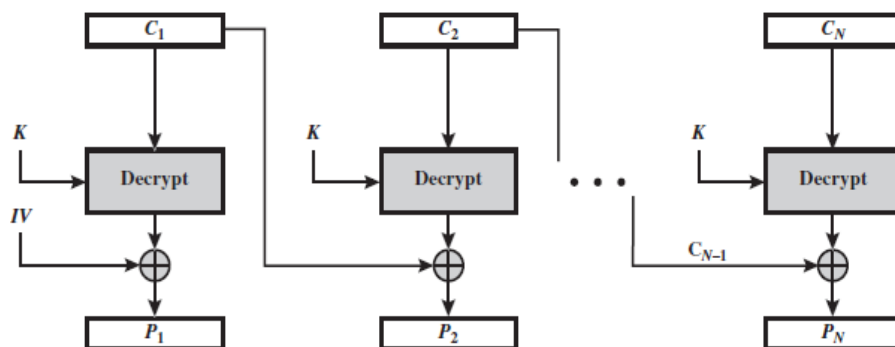 C1 C2 CN
K K K
Decrypt Decrypt Decrypt
• • •
IV
CN–1
P1 P2 PN